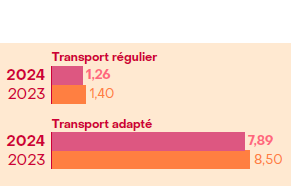 Transport régulier
2024 1,26
2023 1,40
Transport adapté
2024 7,89
2023 8,50